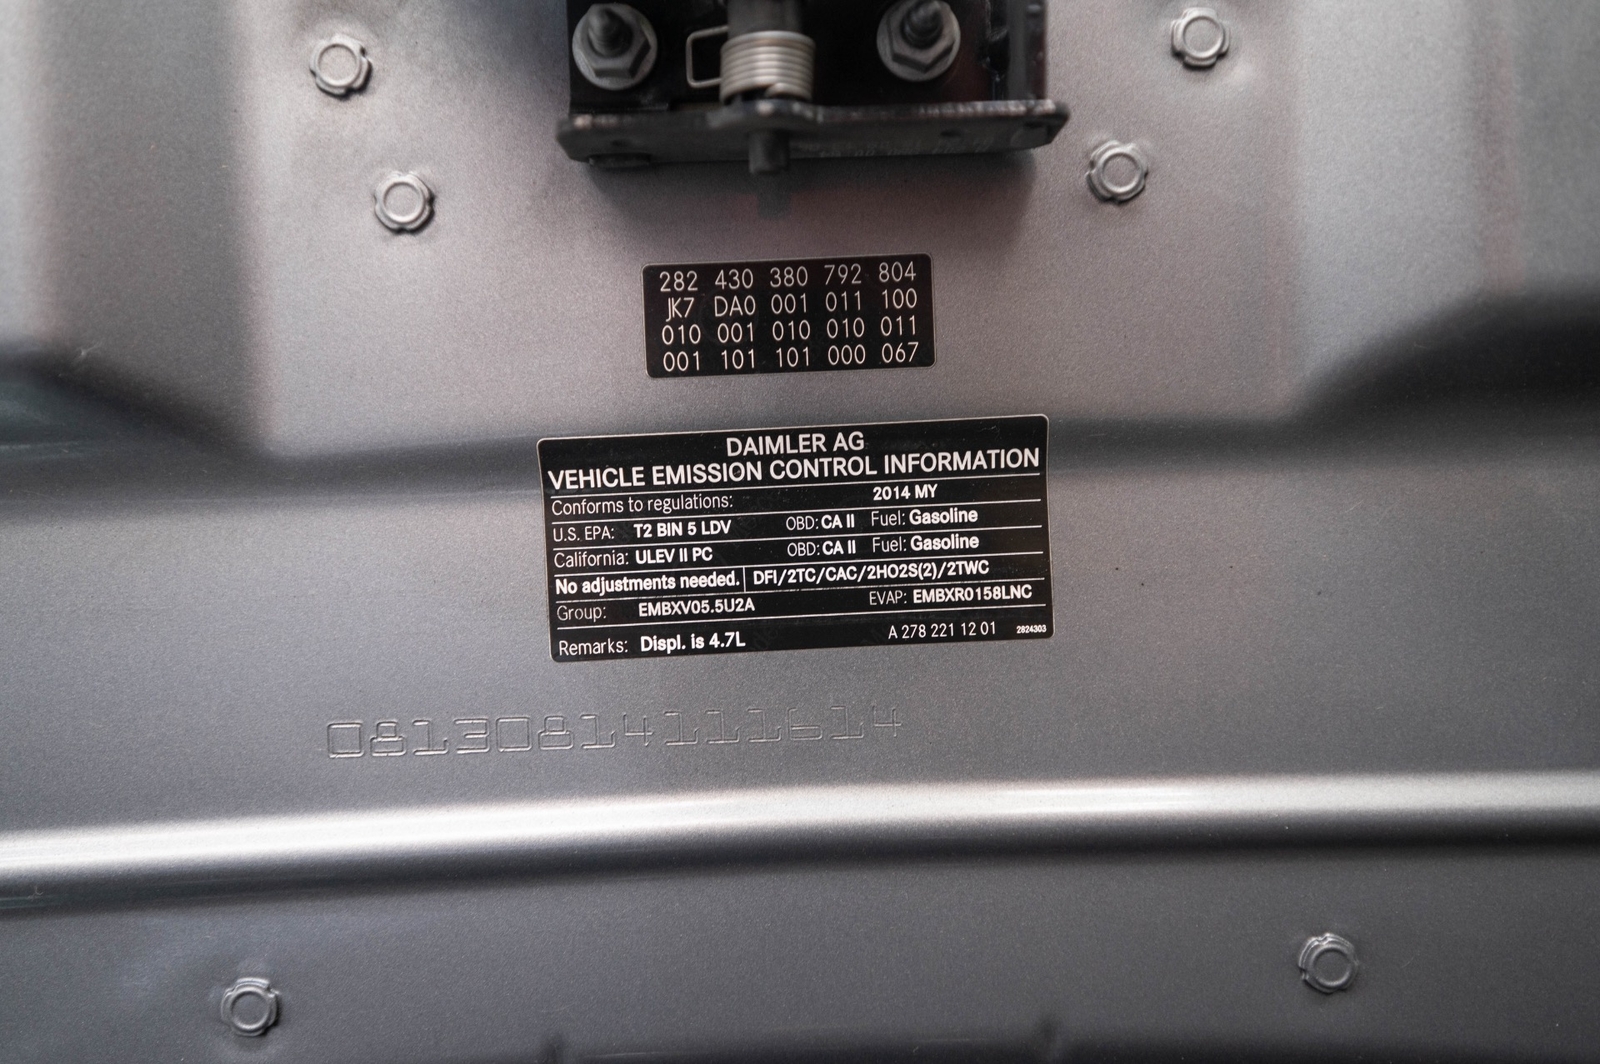 282 430 380 792 804
JK7 DA0 001 011 100
010 001 010 010 011
001 101 101 000 067
DAIMLER AG
VEHICLE EMISSION CONTROL INFORMATION
Conforms to regulations: 2014 MY
U.S. EPA: T2 BIN 5 LDV OBD: CA II Fuel: Gasoline
California: ULEV II PC OBD: CA II Fuel: Gasoline
No adjustments needed. DFI/2TC/CAC/2HO2S(2)/2TWC
Group: EMBXV05.5U2A EVAP: EMBXR0158LNC
Remarks: Displ. is 4.7L A 278 221 12 01 2824303
08130814111614